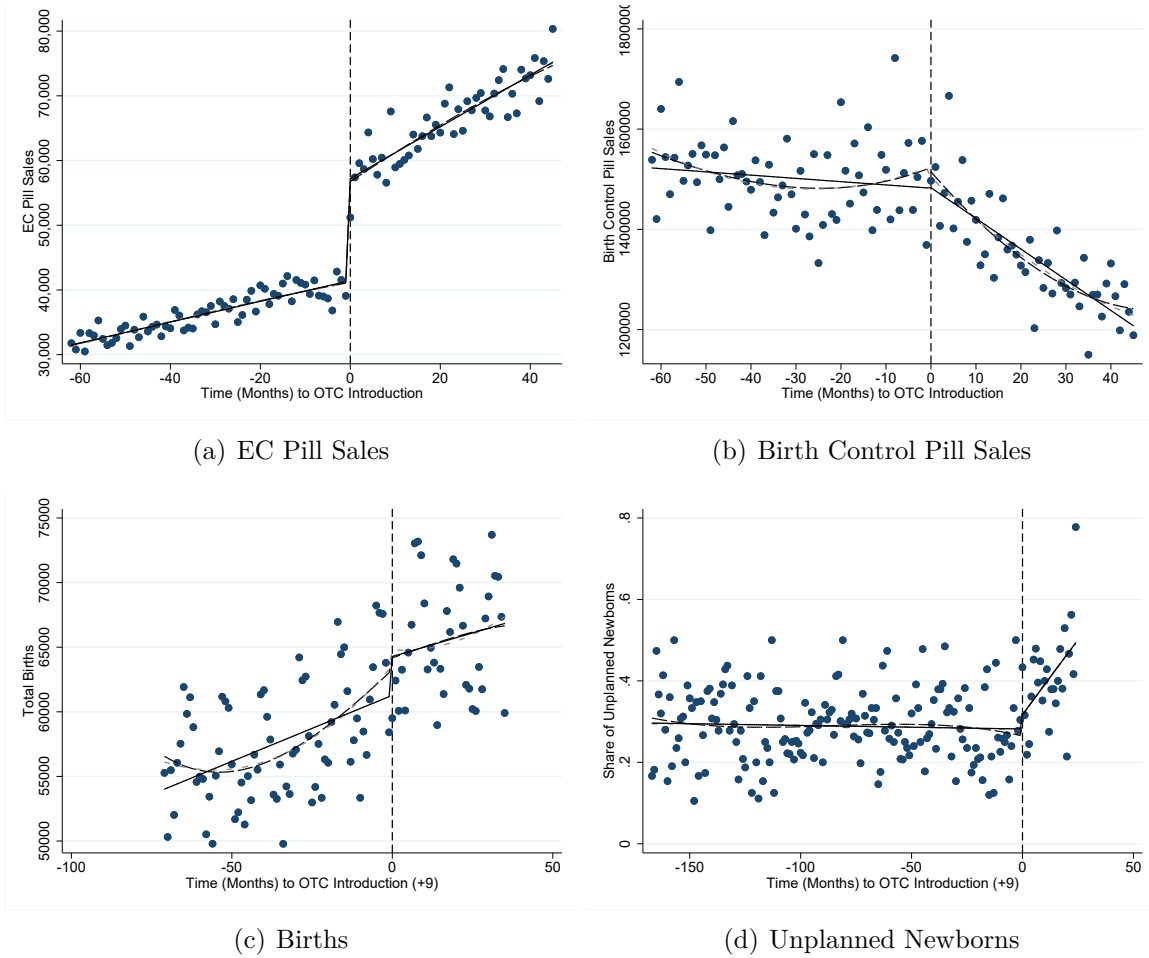 EC Pill Sales
80,000
70,000
60,000
50,000
40,000
30,000
-60 -40 -20 0 20 40
Time (Months) to OTC Introduction
(a) EC Pill Sales
Birth Control Pill Sales
1800000
1600000
1400000
1200000
-60 -50 -40 -30 -20 -10 0 10 20 30 40
Time (Months) to OTC Introduction
(b) Birth Control Pill Sales
Total Births
75000
70000
65000
60000
55000
50000
-100 -50 0 50
Time (Months) to OTC Introduction (+9)
(c) Births
Share of Unplanned Newborns
.8
.6
.4
.2
0
-150 -100 -50 0 50
Time (Months) to OTC Introduction (+9)
(d) Unplanned Newborns